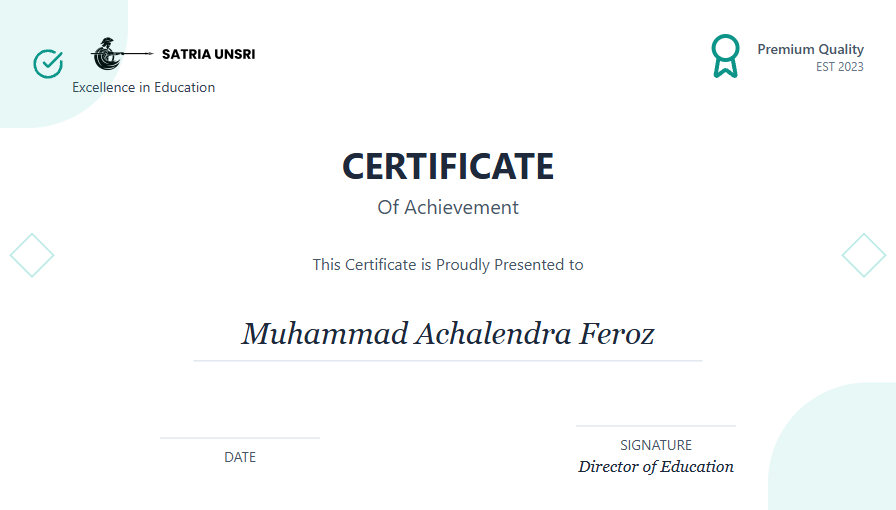 SATRIA UNSRI
Excellence in Education
Premium Quality
EST 2023
CERTIFICATE
Of Achievement
This Certificate is Proudly Presented to
Muhammad Achalendra Feroz
DATE
SIGNATURE
Director of Education